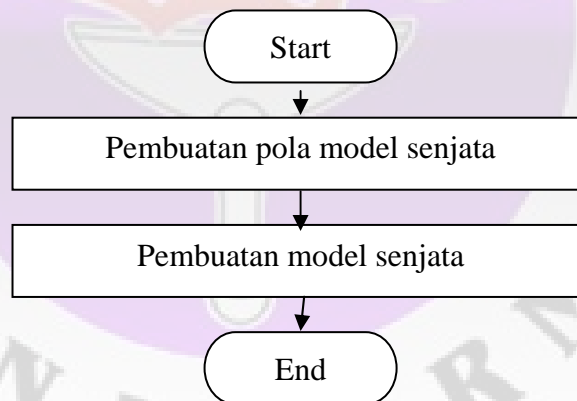 Start
Pembuatan pola model senjata
Pembuatan model senjata
End